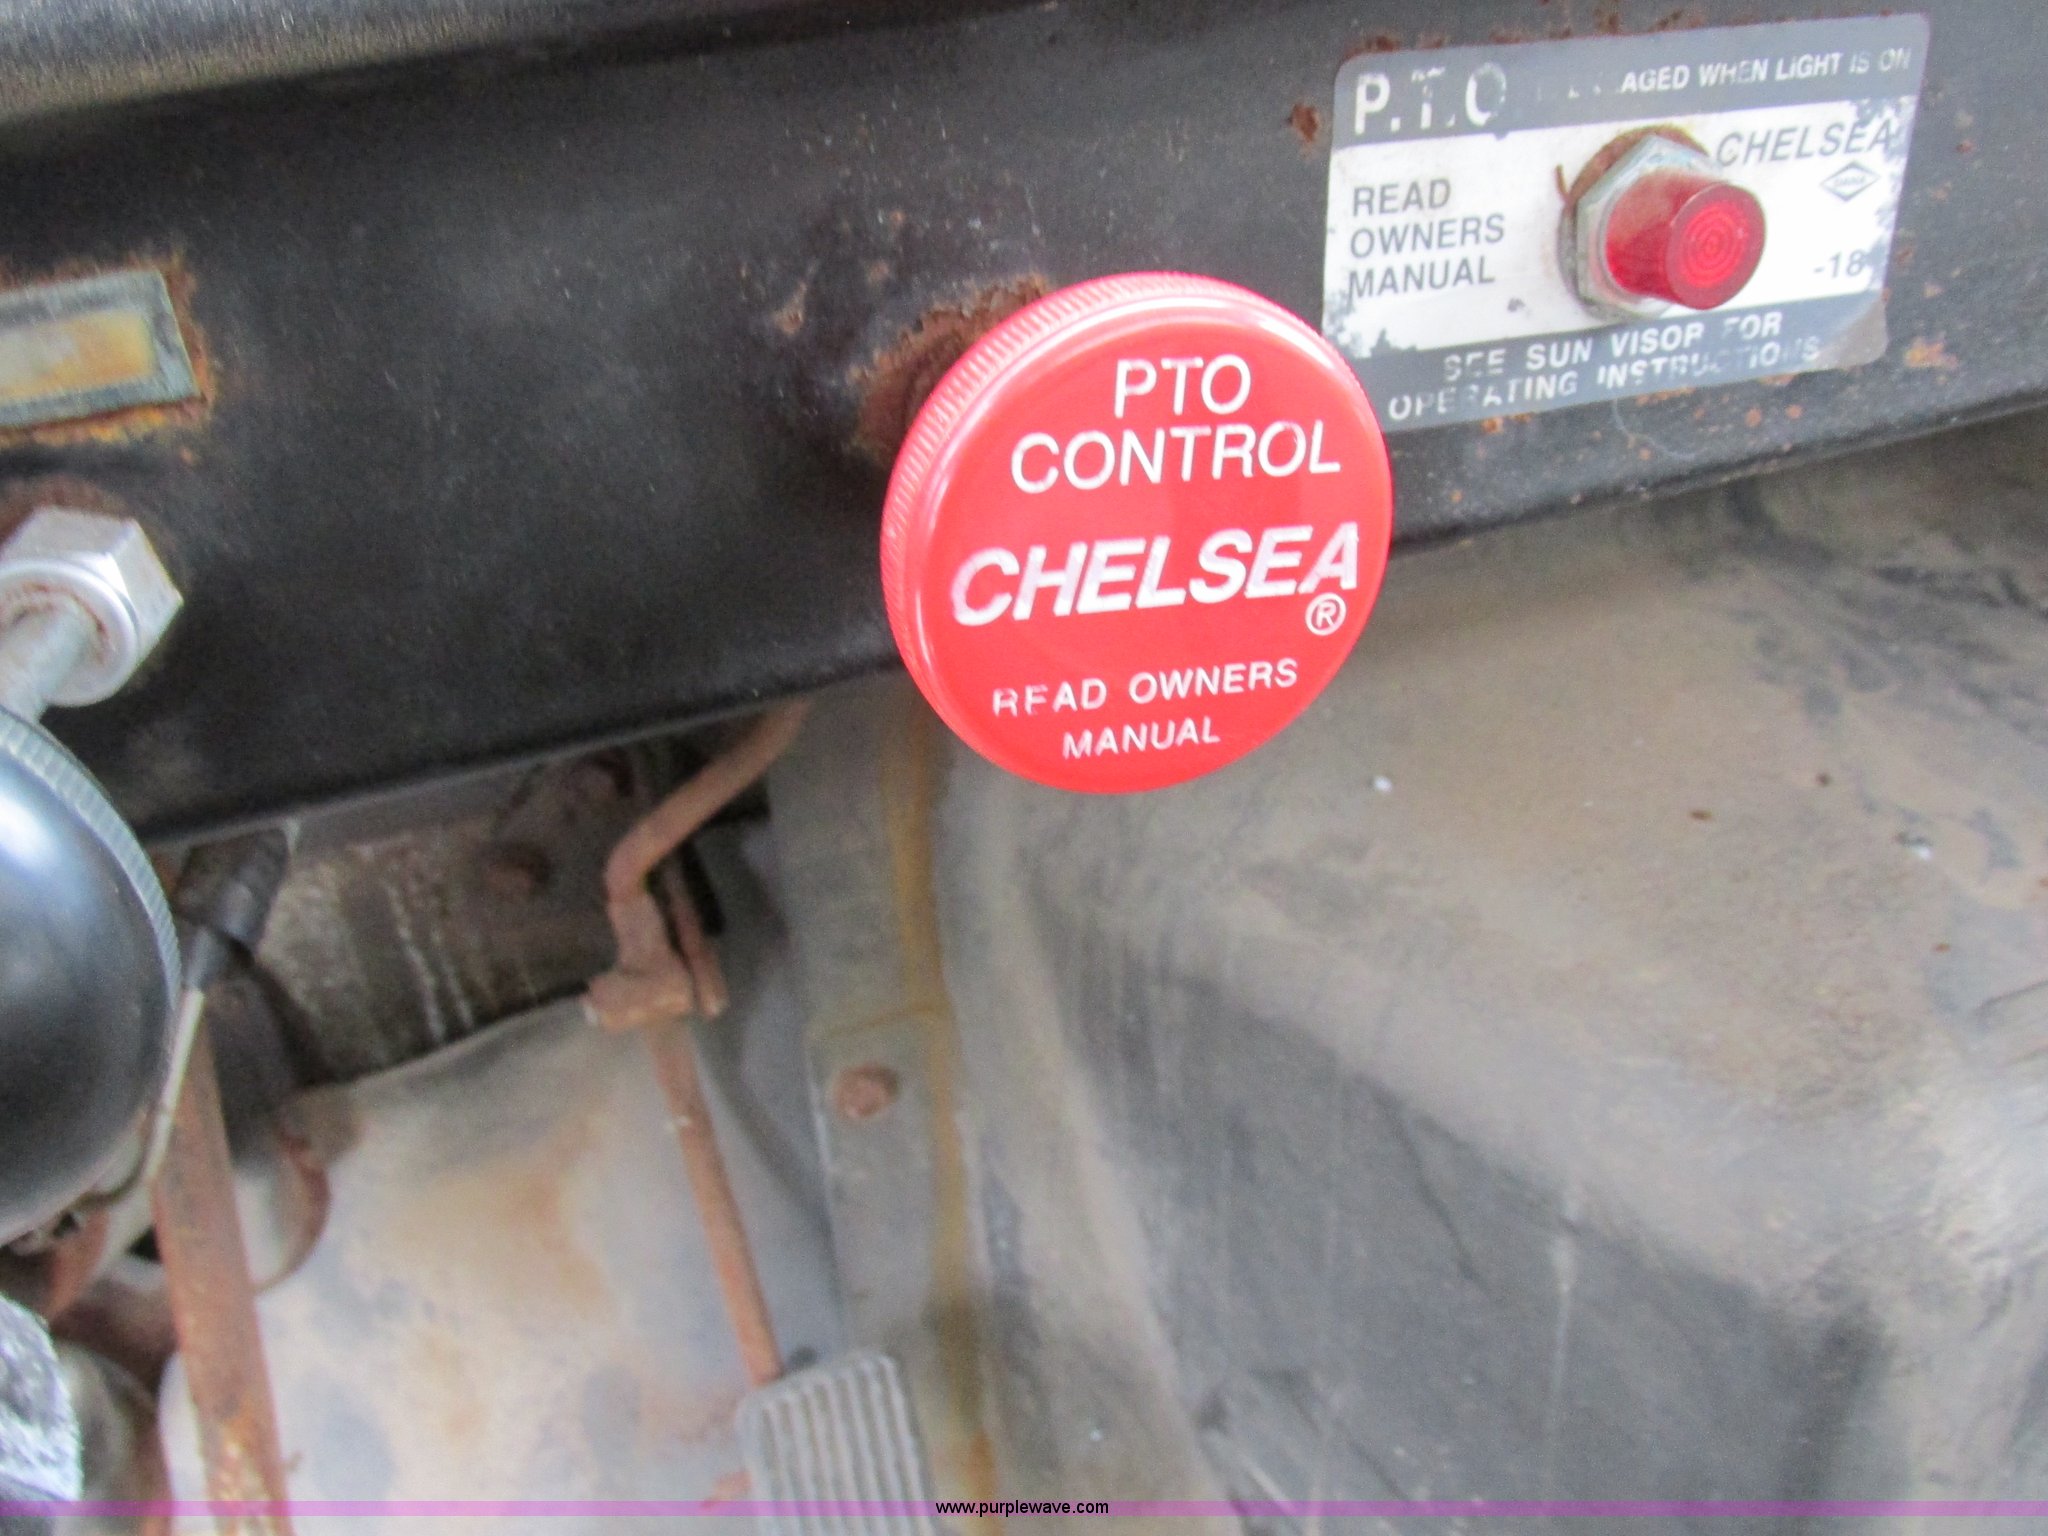 P.T.O AGED WHEN LIGHT IS ON
CHELSEA
DANA
READ
OWNERS
MANUAL
-18
SEE SUN VISOR FOR
OPERATING INSTRUCTIONS
PTO
CONTROL
CHELSEA
®
READ OWNERS
MANUAL
www.purplewave.com